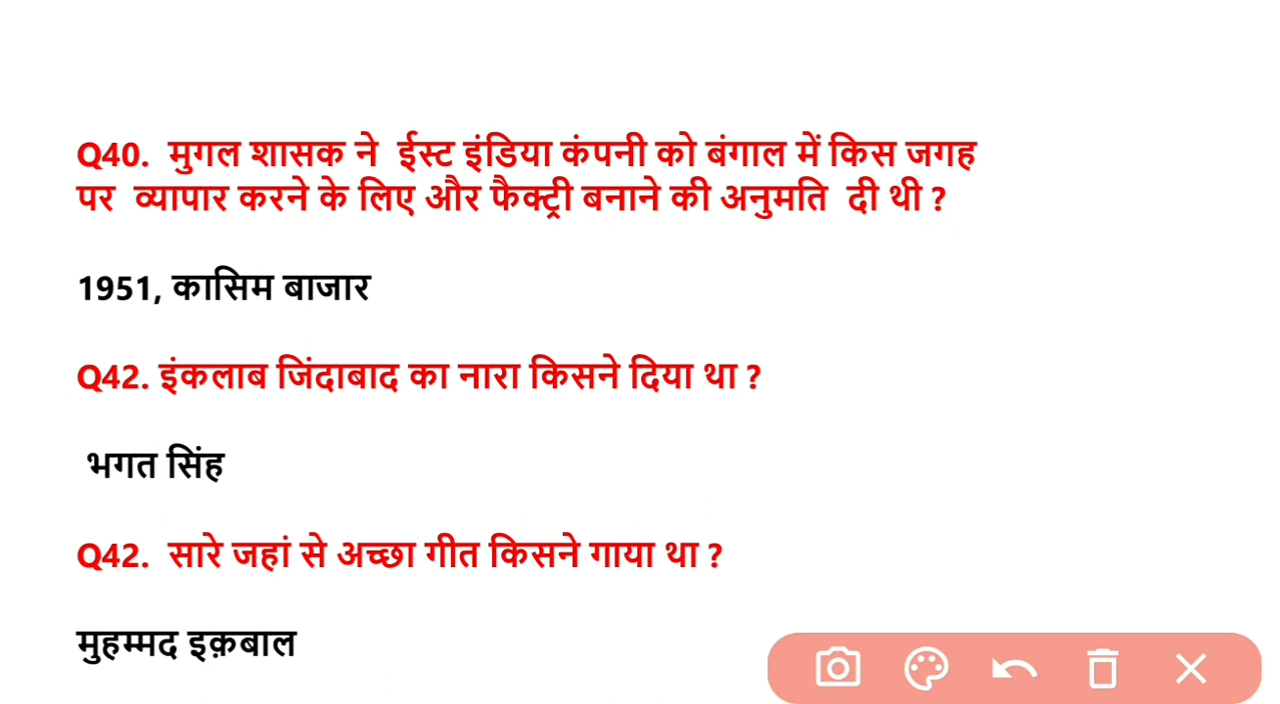 Q40. मुगल शासक ने ईस्ट इंडिया कंपनी को बंगाल में किस जगह
पर व्यापार करने के लिए और फैक्ट्री बनाने की अनुमति दी थी ?
1951, कासिम बाजार
Q42. इंकलाब जिंदाबाद का नारा किसने दिया था ?
भगत सिंह
Q42. सारे जहां से अच्छा गीत किसने गाया था ?
मुहम्मद इक़बाल